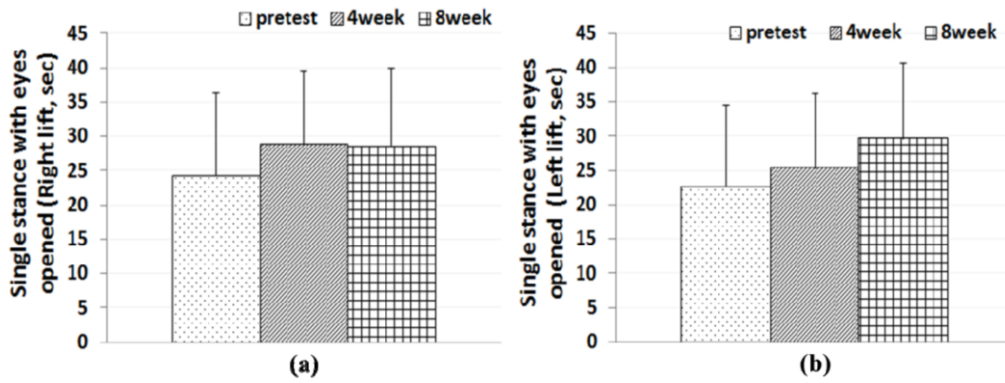 pretest 4week 8week
45
40
35
30
25
20
15
10
5
0
Single stance with eyes
opened (Right lift, sec)
(a)
pretest 4week 8week
45
40
35
30
25
20
15
10
5
0
Single stance with eyes
opened (Left lift, sec)
(b)